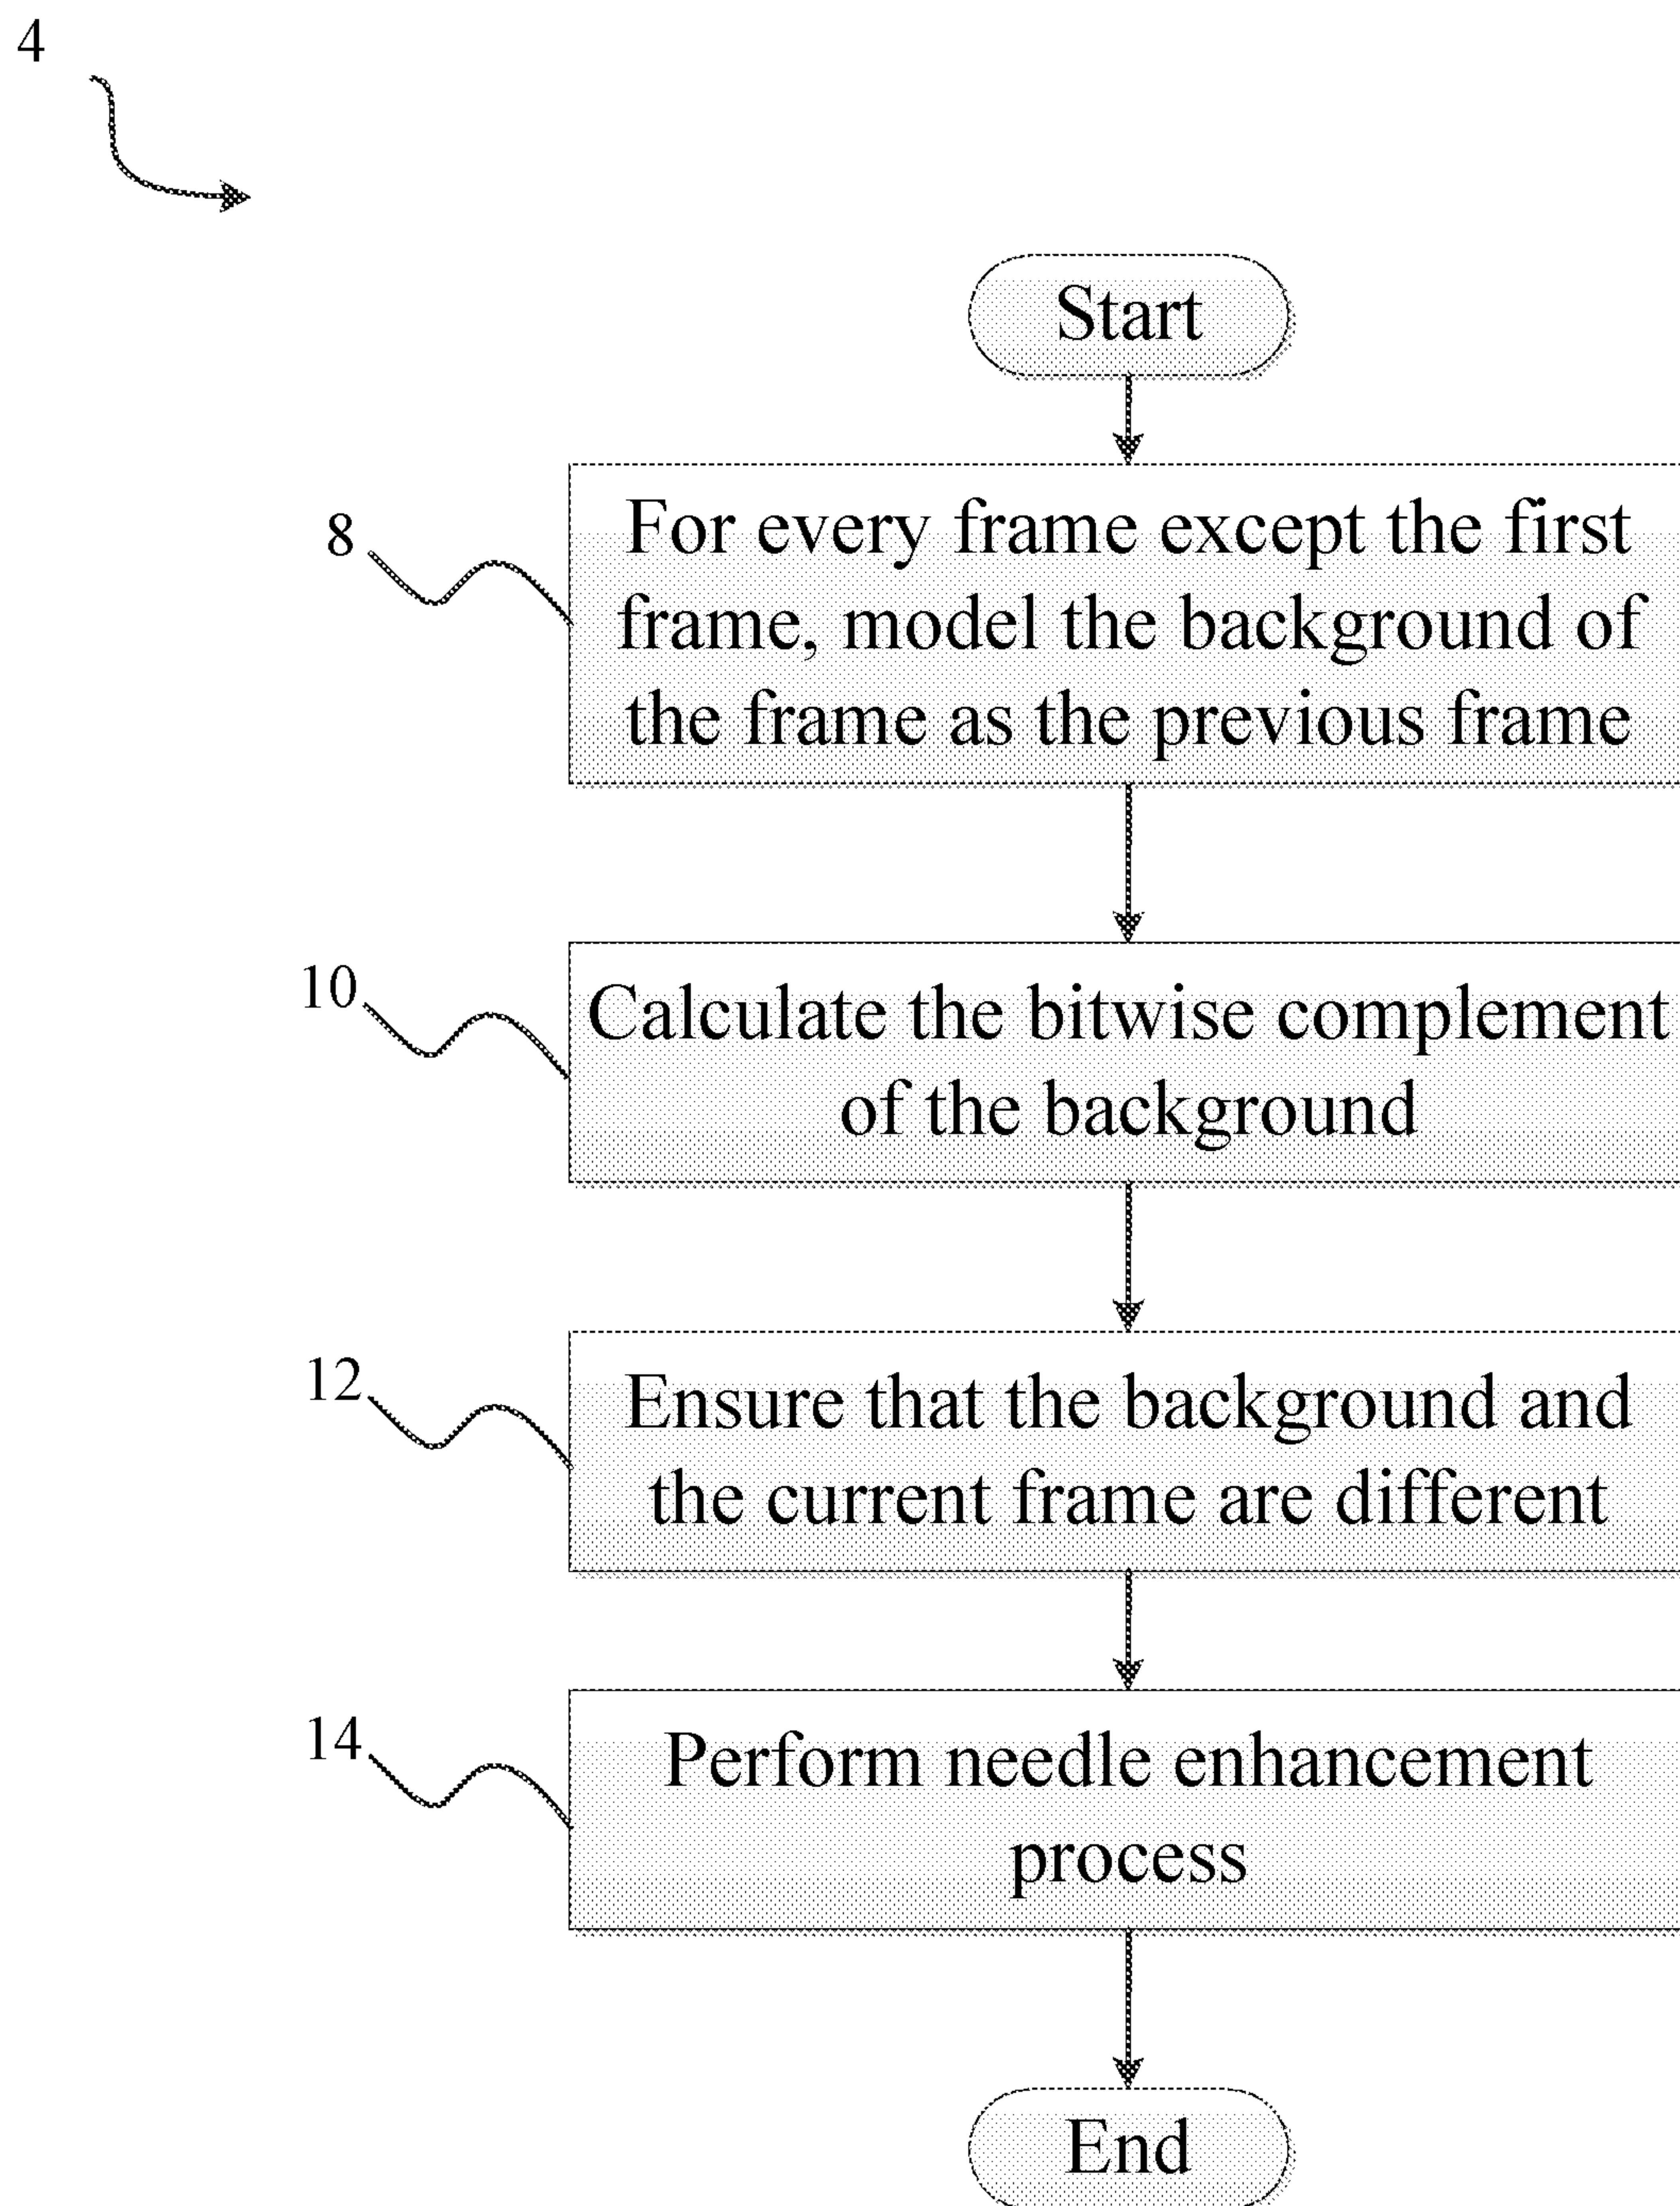 4
Start
8
For every frame except the first
frame, model the background of
the frame as the previous frame
10
Calculate the bitwise complement
of the background
12
Ensure that the background and
the current frame are different
14
Perform needle enhancement
process
End